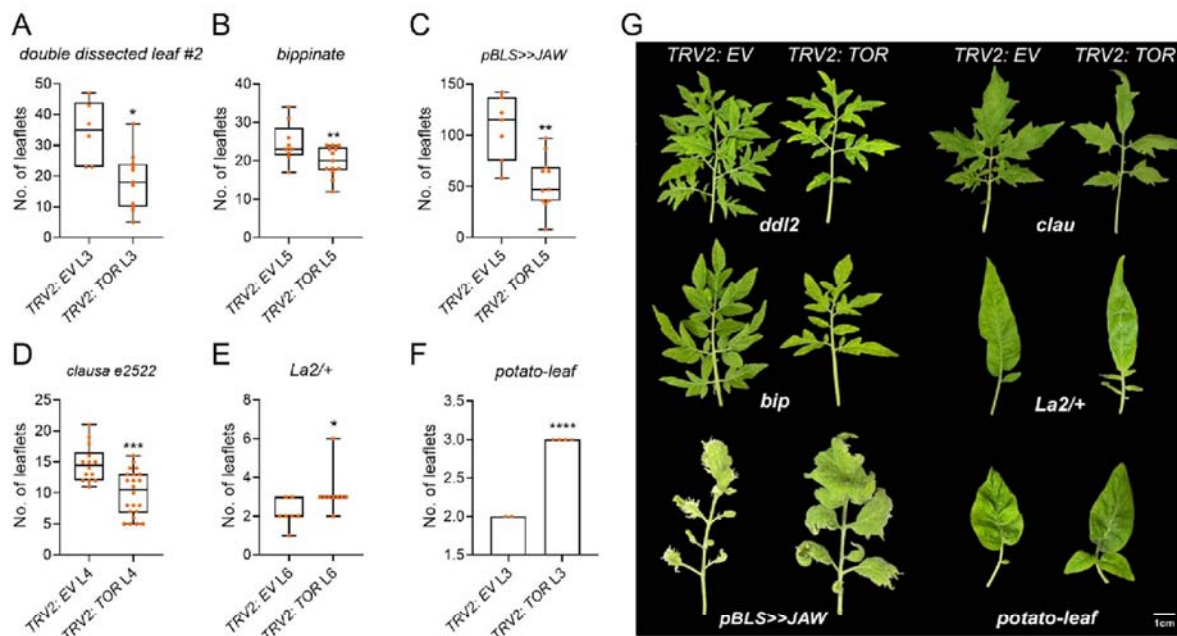 A
double dissected leaf #2
No. of leaflets
50
40
30
20
10
0
*
TRV2: EV L3
TRV2: TOR L3
B
bippinate
No. of leaflets
40
30
20
10
0
**
TRV2: EV L5
TRV2: TOR L5
C
pBLS>>JAW
No. of leaflets
150
100
50
0
**
TRV2: EV L5
TRV2: TOR L5
D
clausa e2522
No. of leaflets
25
20
15
10
5
0
***
TRV2: EV L4
TRV2: TOR L4
E
La2/+
No. of leaflets
8
6
4
2
0
*
TRV2: EV L6
TRV2: TOR L6
F
potato-leaf
No. of leaflets
3.5
3.0
2.5
2.0
1.5
****
TRV2: EV L3
TRV2: TOR L3
G
TRV2: EV TRV2: TOR TRV2: EV TRV2: TOR
ddl2
clau
bip
La2/+
pBLS>>JAW
potato-leaf
1cm